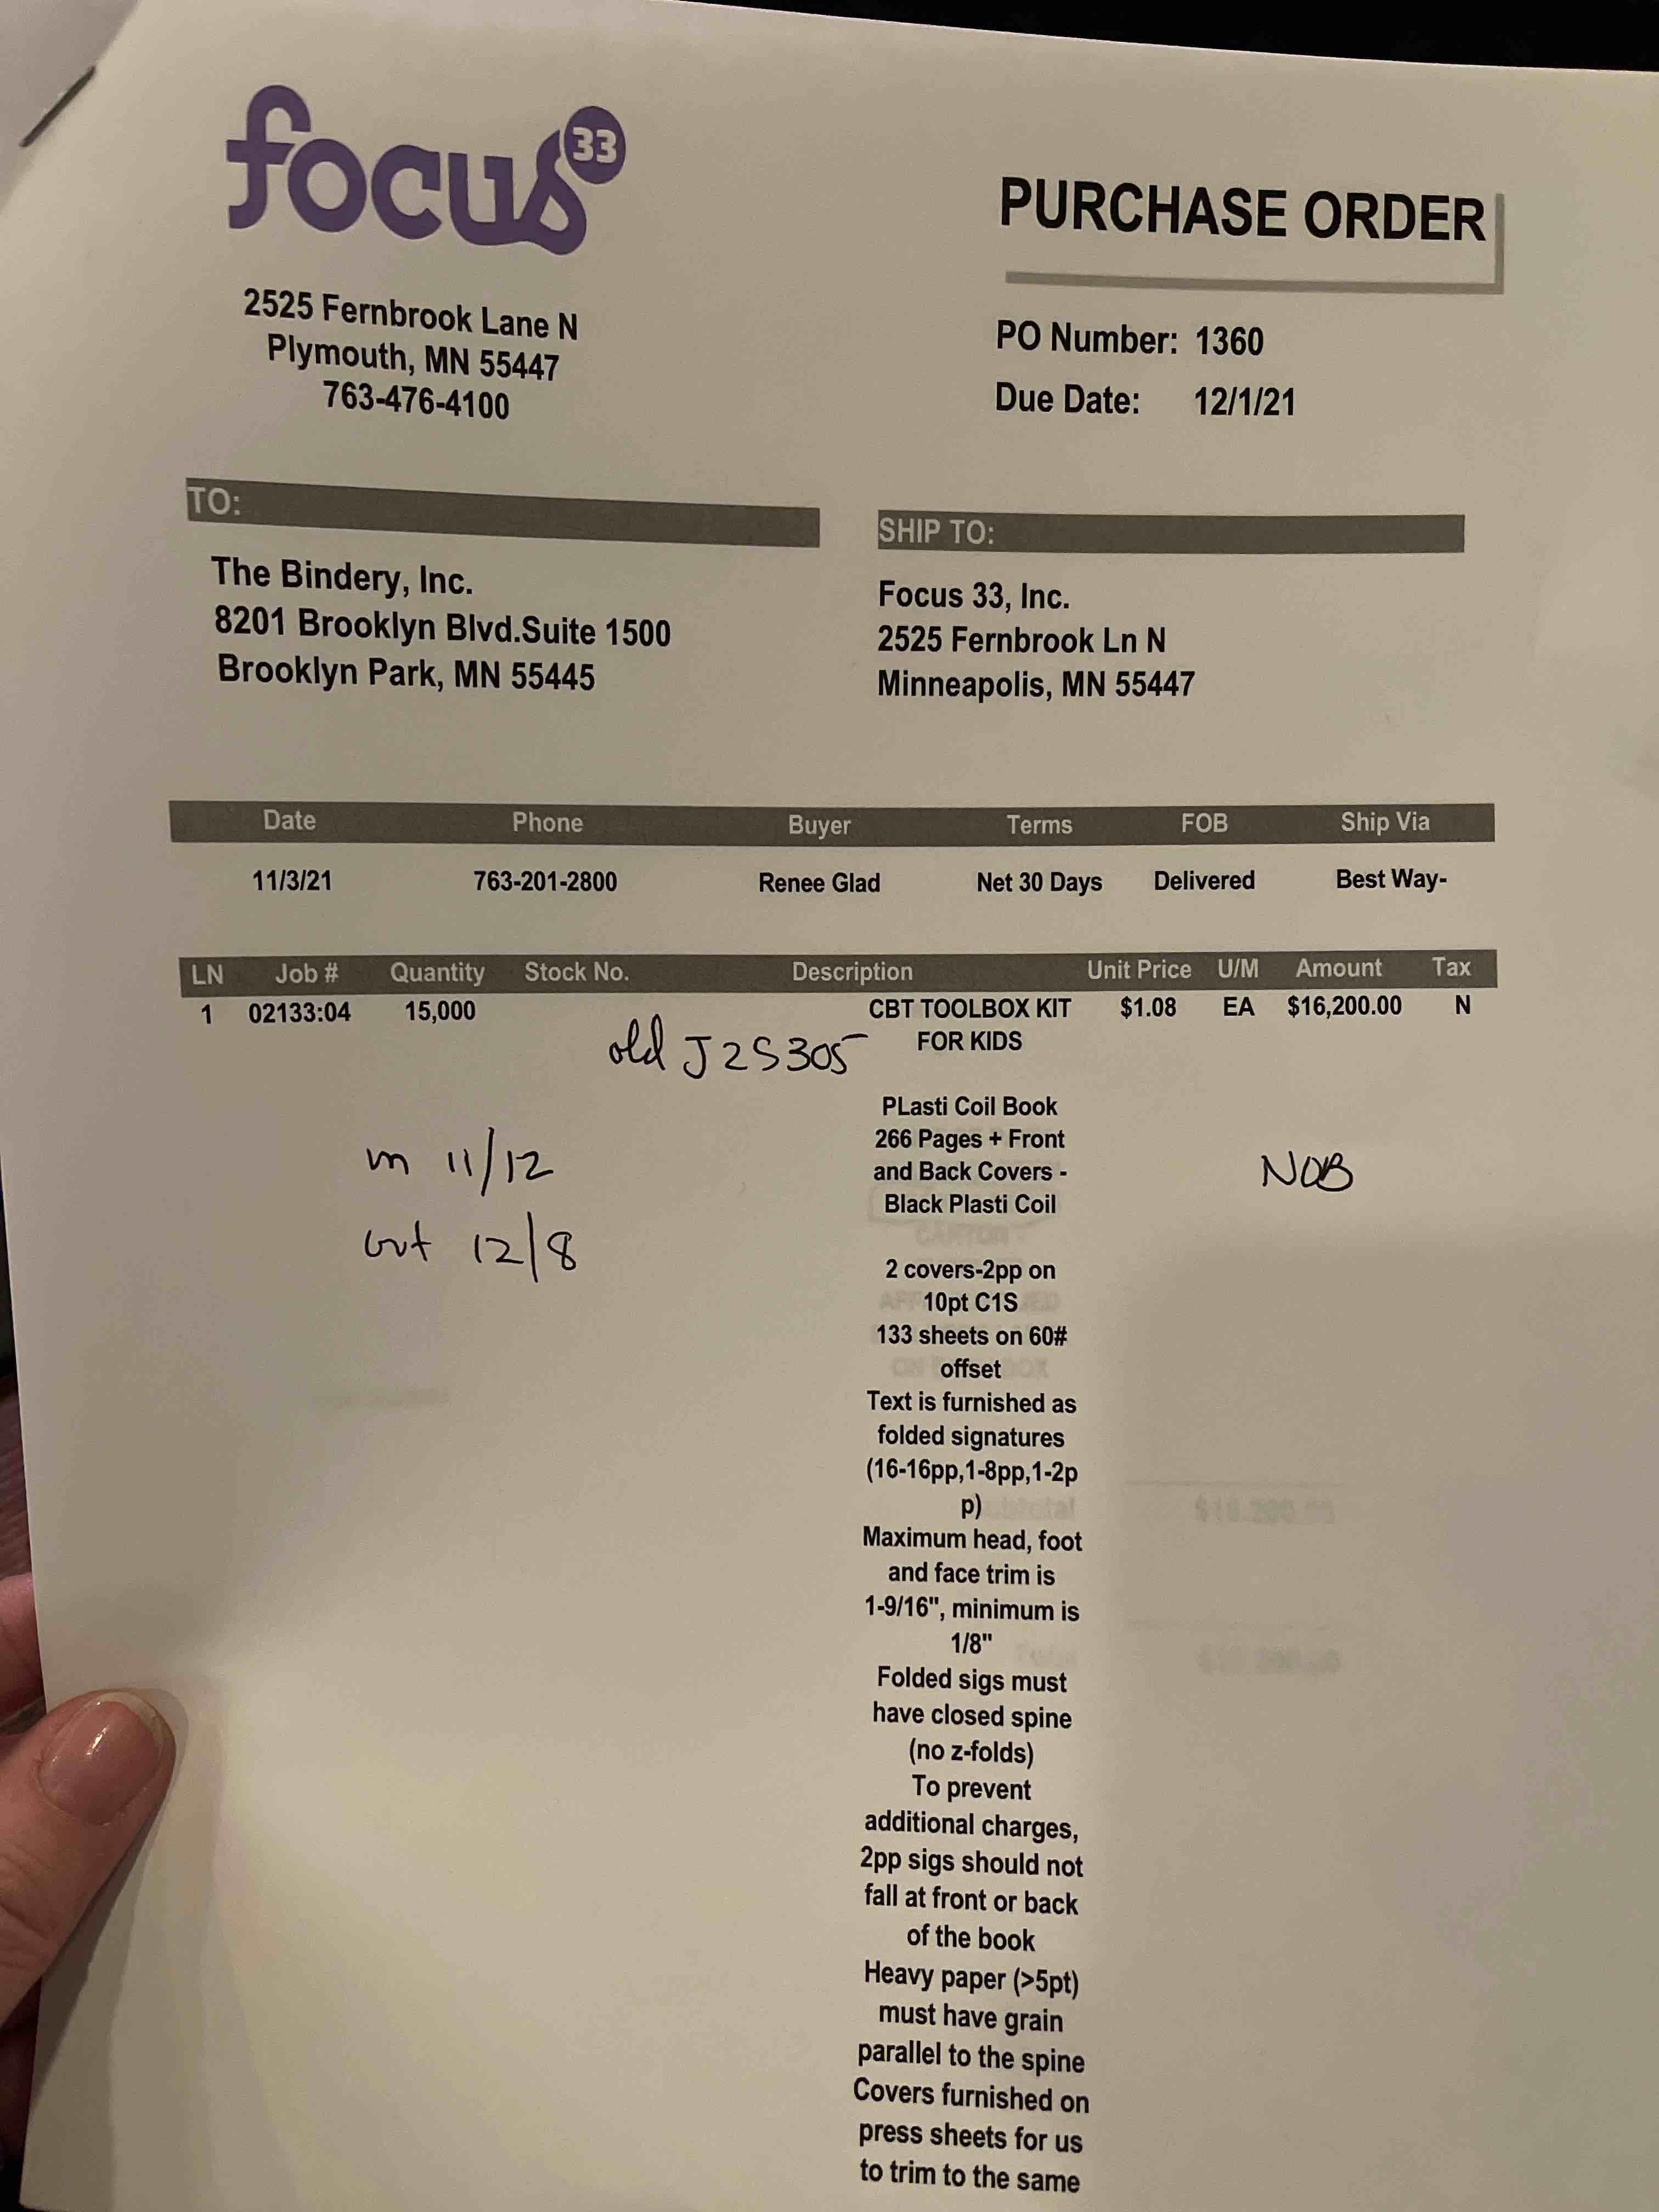 focus 33
PURCHASE ORDER
2525 Fernbrook Lane N
Plymouth, MN 55447
763-476-4100
PO Number: 1360
Due Date: 12/1/21
TO:
The Bindery, Inc.
8201 Brooklyn Blvd.Suite 1500
Brooklyn Park, MN 55445
SHIP TO:
Focus 33, Inc.
2525 Fernbrook Ln N
Minneapolis, MN 55447
Date Phone Buyer Terms FOB Ship Via
11/3/21 763-201-2800 Renee Glad Net 30 Days Delivered Best Way-
LN Job # Quantity Stock No. Description Unit Price U/M Amount Tax
1 02133:04 15,000 CBT TOOLBOX KIT $1.08 EA $16,200.00 N
FOR KIDS
old J25305
PLasti Coil Book
266 Pages + Front
and Back Covers -
Black Plasti Coil
in 11/12
out 12/8
NOB
2 covers-2pp on
10pt C1S
133 sheets on 60#
offset
Text is furnished as
folded signatures
(16-16pp,1-8pp,1-2p
p)
Maximum head, foot
and face trim is
1-9/16", minimum is
1/8"
Folded sigs must
have closed spine
(no z-folds)
To prevent
additional charges,
2pp sigs should not
fall at front or back
of the book
Heavy paper (>5pt)
must have grain
parallel to the spine
Covers furnished on
press sheets for us
to trim to the same